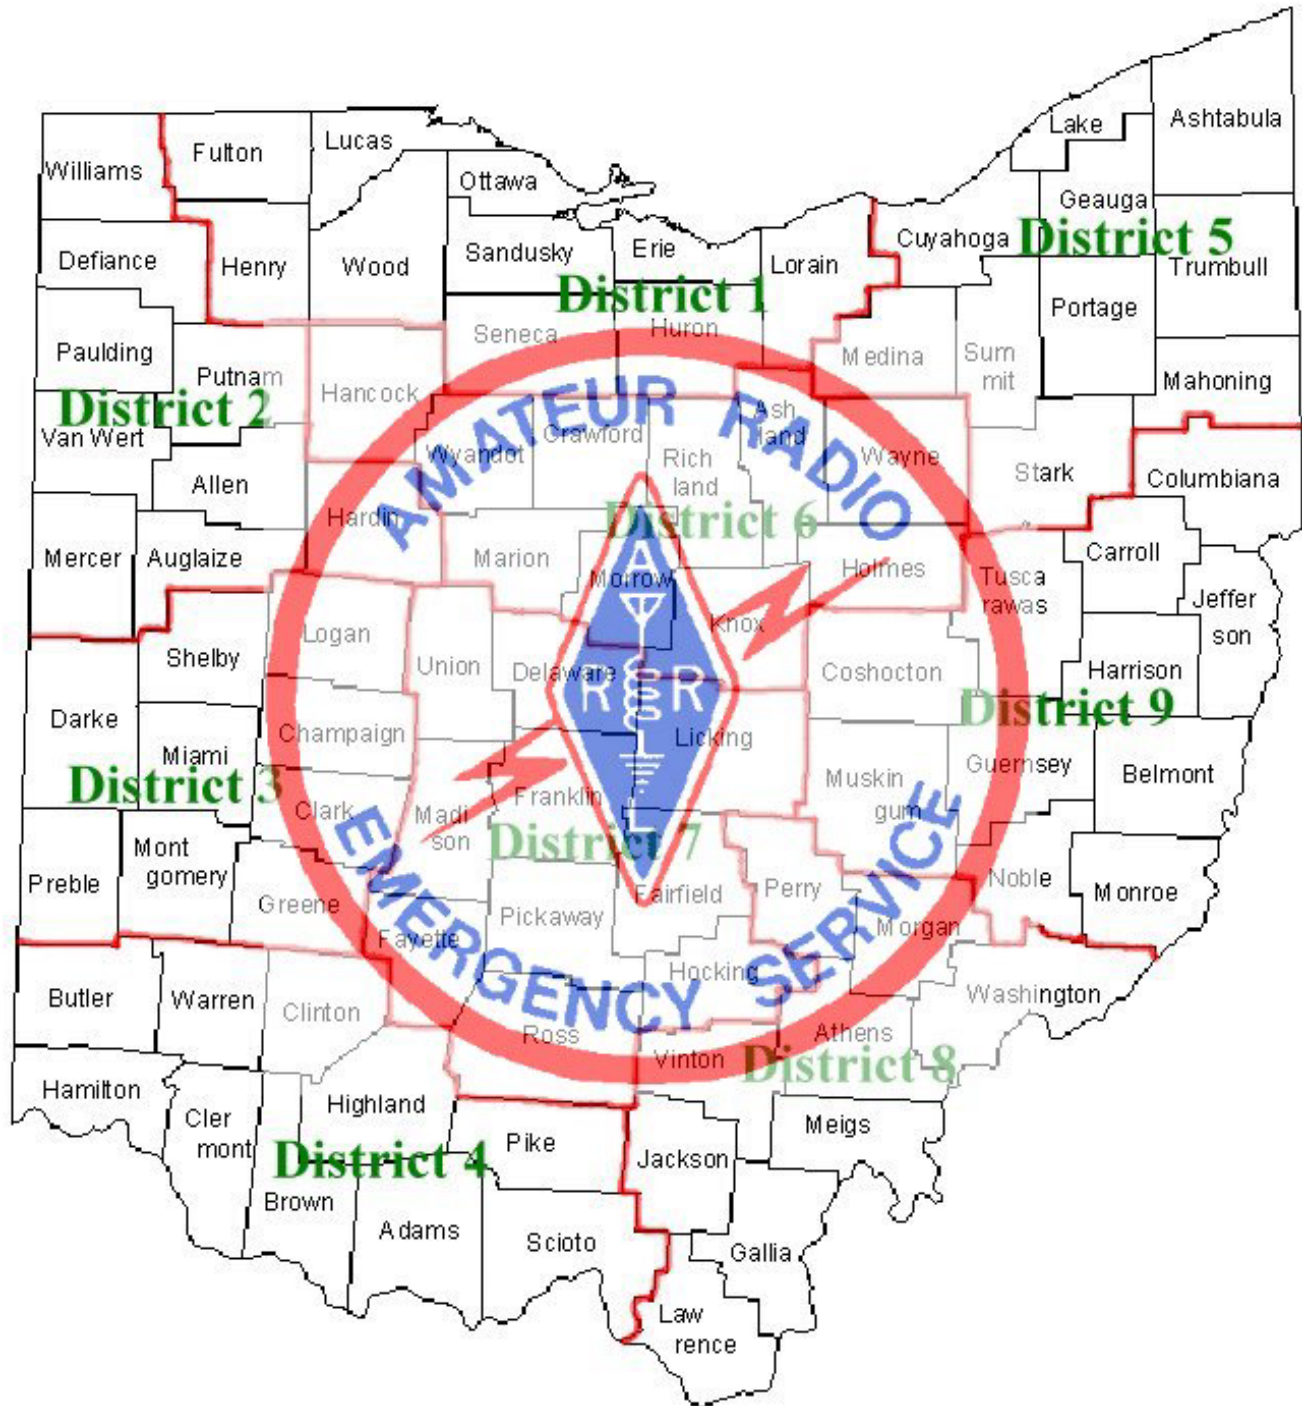 Ashtabula
Lake
Lucas
Fulton
Williams
Ottawa
Geauga
Cuyahoga
District 5
Erie
Sandusky
Defiance
Henry
Wood
Lorain
Trumbull
District 1
Portage
Seneca
Huron
Medina
Sum
mit
Paulding
Putnam
Hancock
Mahoning
District 2
Van Wert
Ash
land
Crawford
Wyandot
Rich
land
Wayne
Stark
Columbiana
Allen
Hardin
District 6
Mercer
Auglaize
Marion
Morrow
Holmes
Carroll
Tusca
rawas
Jeffer
son
Knox
Logan
Shelby
Union
Delaware
Coshocton
Harrison
District 9
Darke
Champaign
Miami
Licking
Guernsey
Belmont
Muskin
gum
District 3
Clark
Franklin
Madi
son
District 7
Mont
gomery
Preble
Greene
Fairfield
Perry
Noble
Monroe
Pickaway
Fayette
Morgan
Hocking
Butler
Warren
Clinton
Washington
Ross
Vinton
Athens
District 8
Hamilton
Highland
Cler
mont
Meigs
Pike
Jackson
District 4
Brown
Adams
Scioto
Gallia
Law
rence
AMATEUR RADIO
A
R R
L
EMERGENCY SERVICE